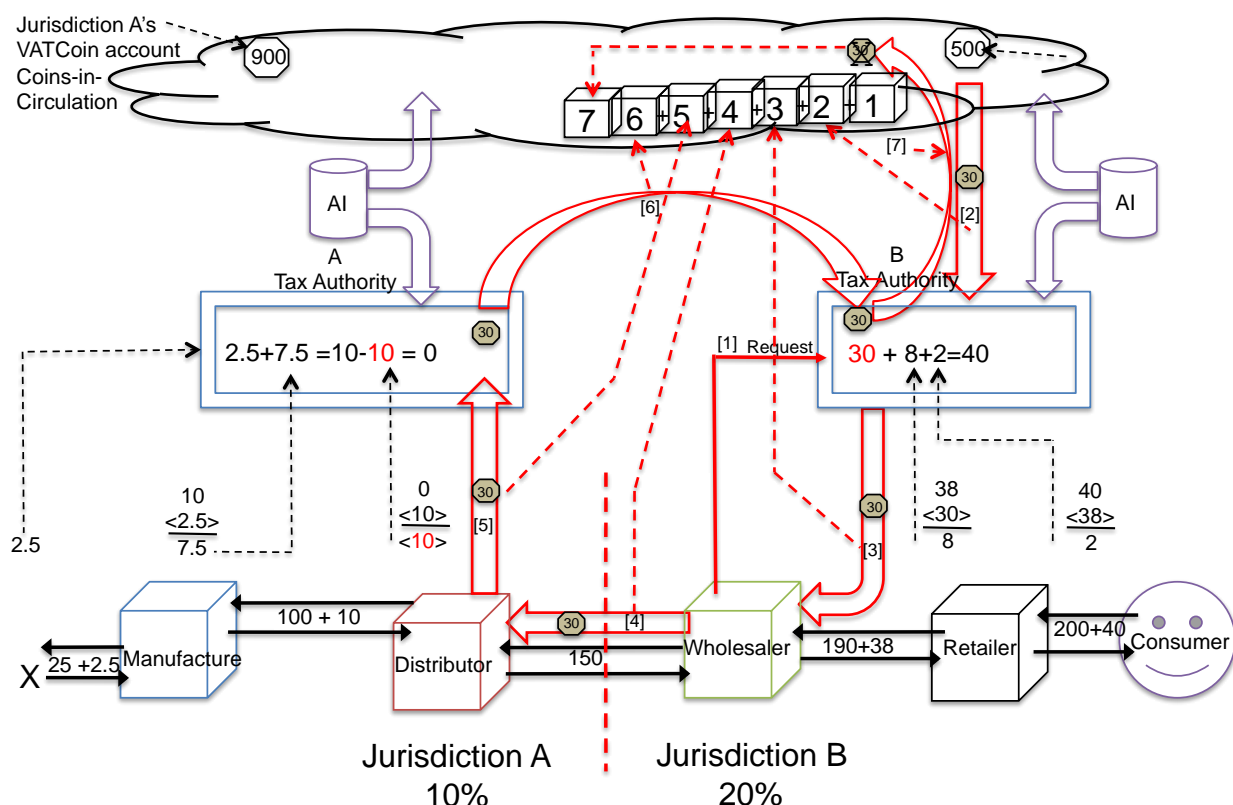 Jurisdiction A's
VATCoin account
Coins-in-
Circulation
900
30
500
7 6 + 5 + 4 + 3 + 2 + 1
[7]
30
[2]
AI
AI
[6]
A
Tax Authority
B
Tax Authority
30
30
2.5+7.5 =10-10 = 0
[1] Request
30 + 8+2=40
2.5
10
<2.5>
7.5
0
<10>
<10>
30
[5]
30
[3]
38
<30>
8
40
<38>
2
X
25 +2.5
Manufacture
100 + 10
Distributor
30
[4]
150
Wholesaler
190+38
Retailer
200+40
Consumer
Jurisdiction A
10%
Jurisdiction B
20%